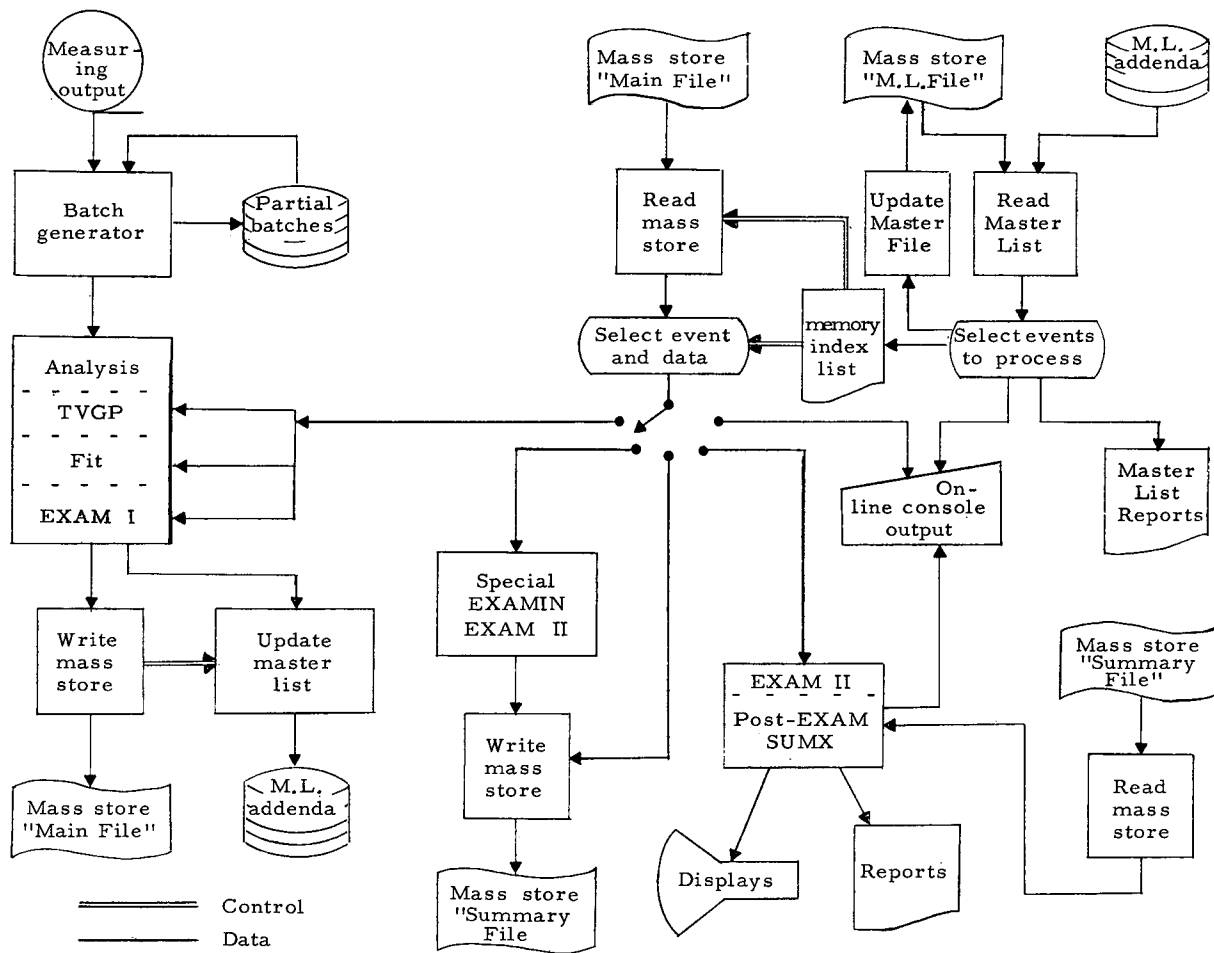 Measur-
ing
output
Mass store
"Main File"
Mass store
"M.L.File"
M.L.
addenda
Batch
generator
Partial
batches
Read
mass
store
Update
Master
File
Read
Master
List
Select event
and data
memory
index
list
Select events
to process
Analysis
TVGP
Fit
EXAM I
On-
line console
output
Master
List
Reports
Special
EXAMIN
EXAM II
Write
mass
store
Update
master
list
Mass store
"Summary
File"
EXAM II
Post-EXAM
SUMX
Write
mass
store
Read
mass
store
Mass store
"Main File"
M.L.
addenda
Displays
Reports
Mass store
"Summary
File
Control
Data